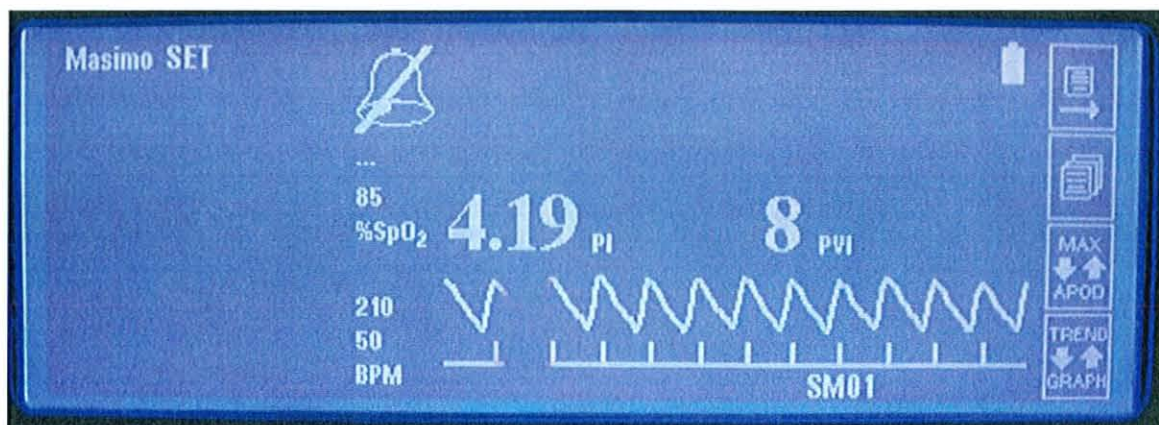 Masimo SET
...
85
%SpO₂
4.19 PI
8 PVI
210
50
BPM
SM01
MAX
APOD
TREND
GRAPH